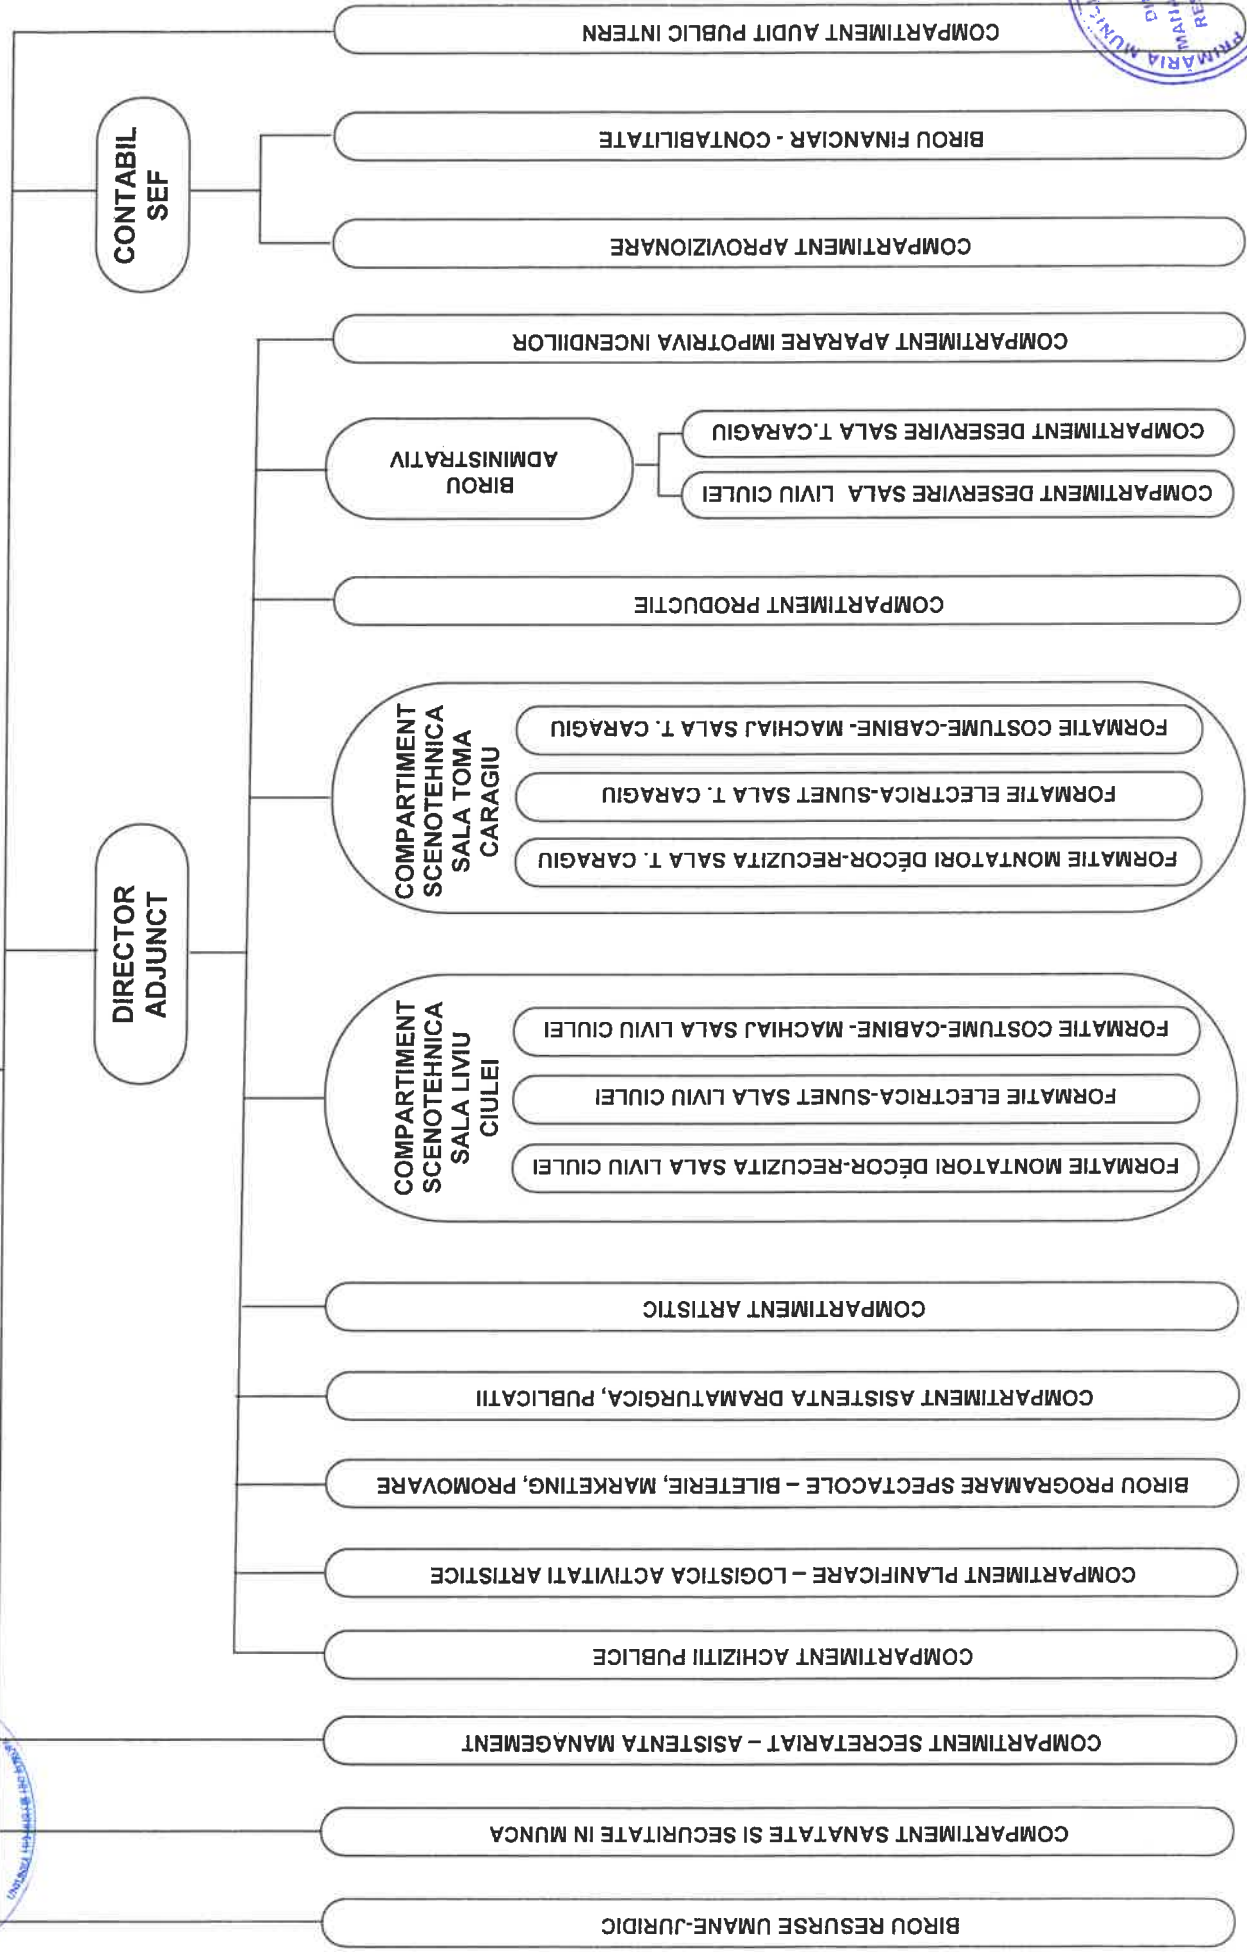 COMPARTIMENT AUDIT PUBLIC INTERN
PRIMĂRIA
CONTABIL
SEF
BIROU FINANCIAR - CONTABILITATE
COMPARTIMENT APROVIZIONARE
DIRECTOR
ADJUNCT
COMPARTIMENT APARARE IMPOTRIVA INCENDIILOR
BIROU
ADMINISTRATIV
COMPARTIMENT DESERVIRE SALA T.CARAGIU
COMPARTIMENT DESERVIRE SALA LIVIU CIULEI
COMPARTIMENT PRODUCTIE
COMPARTIMENT
SCENOTEHNICA
SALA TOMA
CARAGIU
FORMATIE COSTUME-CABINE- MACHIAJ SALA T. CARAGIU
FORMATIE ELECTRICA-SUNET SALA T. CARAGIU
FORMATIE MONTATORI DÉCOR-RECUZITA SALA T. CARAGIU
COMPARTIMENT
SCENOTEHNICA
SALA LIVIU
CIULEI
FORMATIE COSTUME-CABINE- MACHIAJ SALA LIVIU CIULEI
FORMATIE ELECTRICA-SUNET SALA LIVIU CIULEI
FORMATIE MONTATORI DÉCOR-RECUZITA SALA LIVIU CIULEI
COMPARTIMENT ARTISTIC
COMPARTIMENT ASISTENTA DRAMATURGICA, PUBLICATII
BIROU PROGRAMARE SPECTACOLE – BILETERIE, MARKETING, PROMOVARE
COMPARTIMENT PLANIFICARE – LOGISTICA ACTIVITATI ARTISTICE
COMPARTIMENT ACHIZITII PUBLICE
COMPARTIMENT SECRETARIAT – ASISTENTA MANAGEMENT
COMPARTIMENT SANATATE SI SECURITATE IN MUNCA
BIROU RESURSE UMANE-JURIDIC